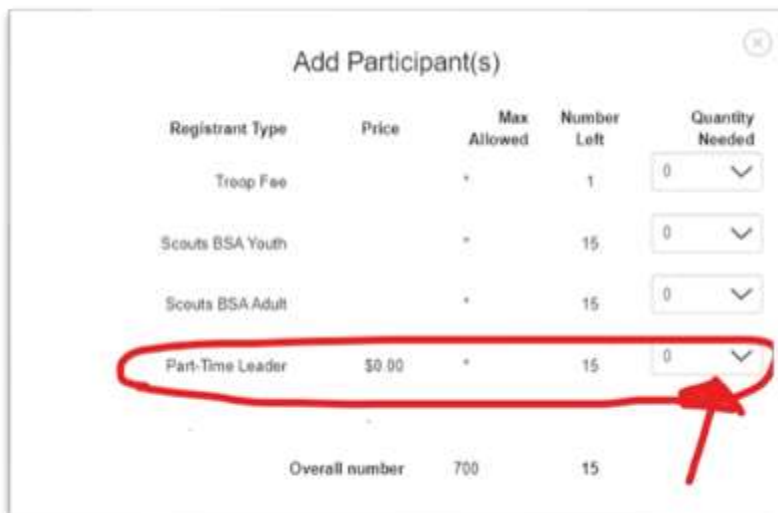 Add Participant(s)
Registrant Type Price Max Allowed Number Left Quantity Needed
Troop Fee * 1 0
Scouts BSA Youth * 15 0
Scouts BSA Adult * 15 0
Part-Time Leader $0.00 * 15 0
Overall number 700 15